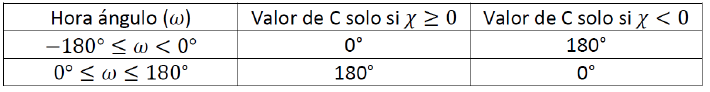 Hora ángulo (ω) Valor de C solo si χ ≥ 0 Valor de C solo si χ < 0
−180° ≤ ω < 0° 0° 180°
0° ≤ ω ≤ 180° 180° 0°